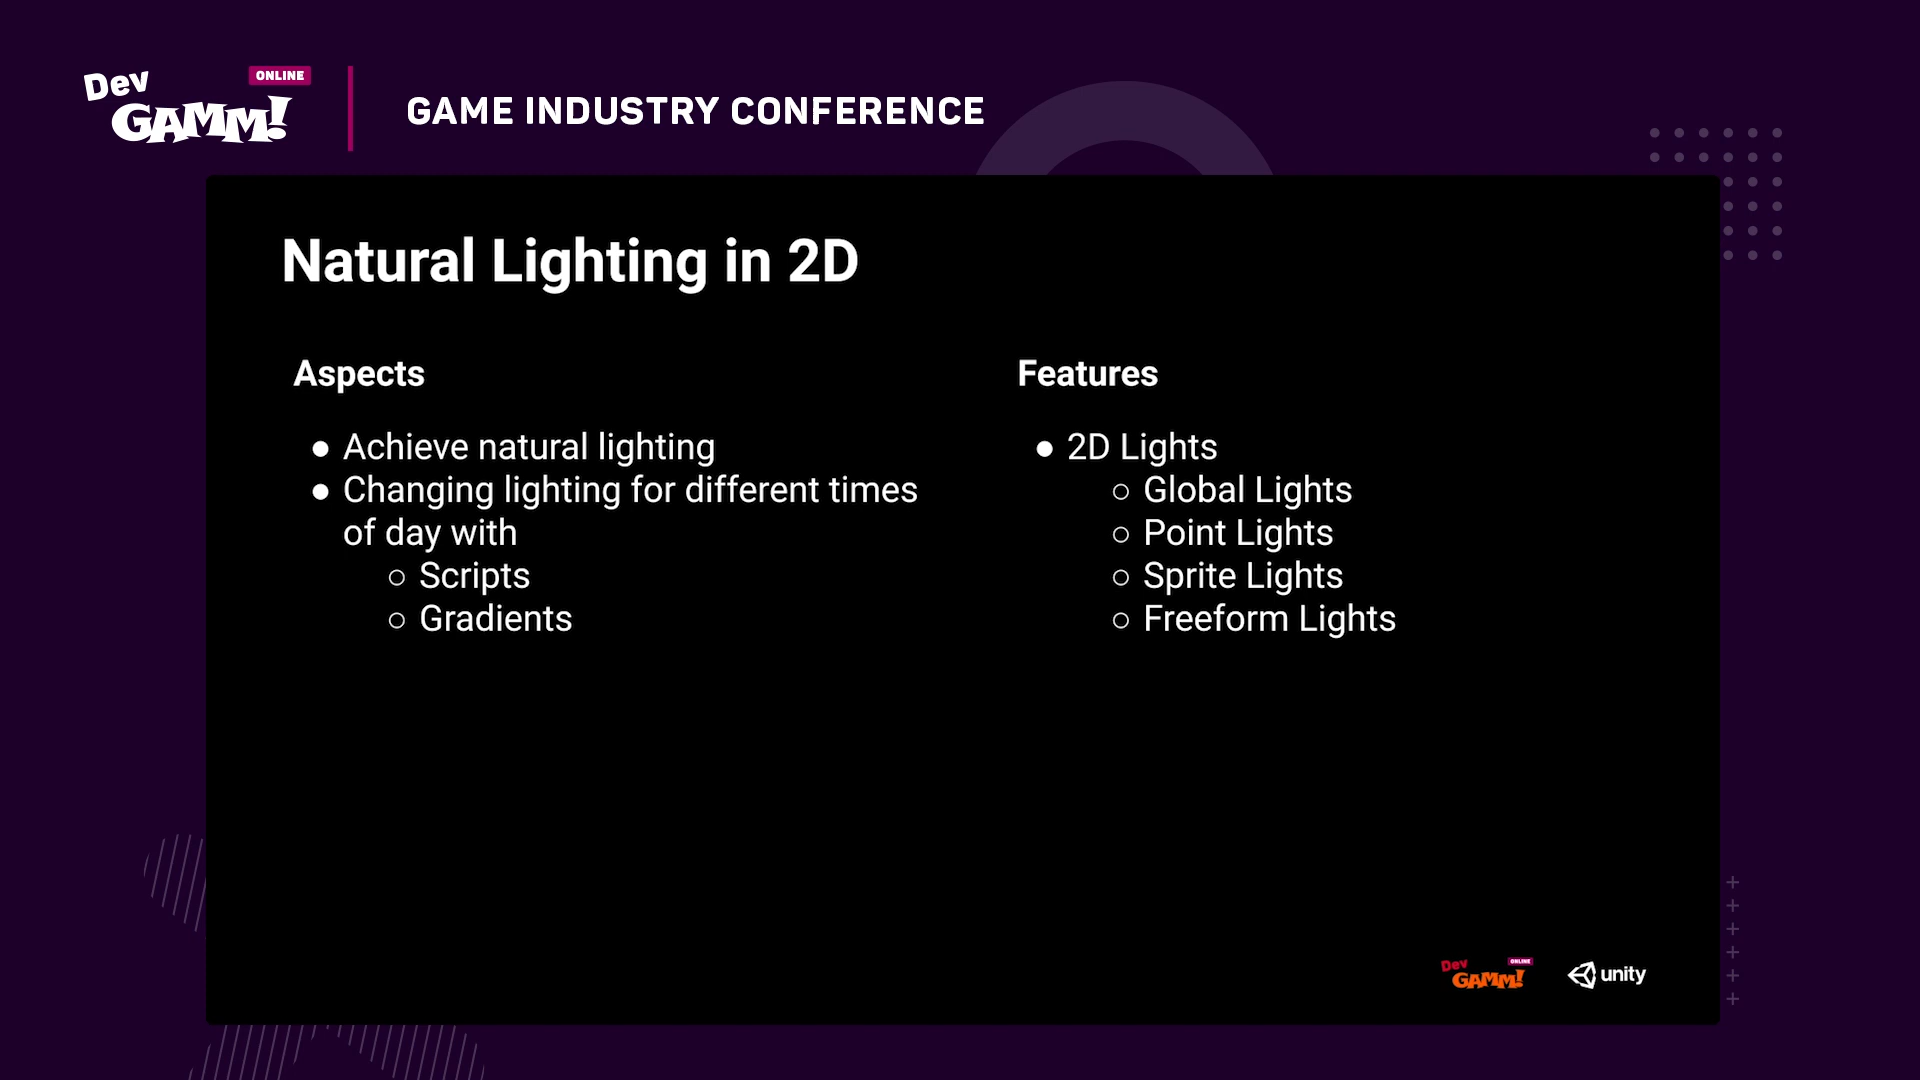 Dev
GAMM!
ONLINE
GAME INDUSTRY CONFERENCE
Natural Lighting in 2D
Aspects
● Achieve natural lighting
● Changing lighting for different times
of day with
○ Scripts
○ Gradients
Features
● 2D Lights
○ Global Lights
○ Point Lights
○ Sprite Lights
○ Freeform Lights
Dev
GAMM!
ONLINE
unity